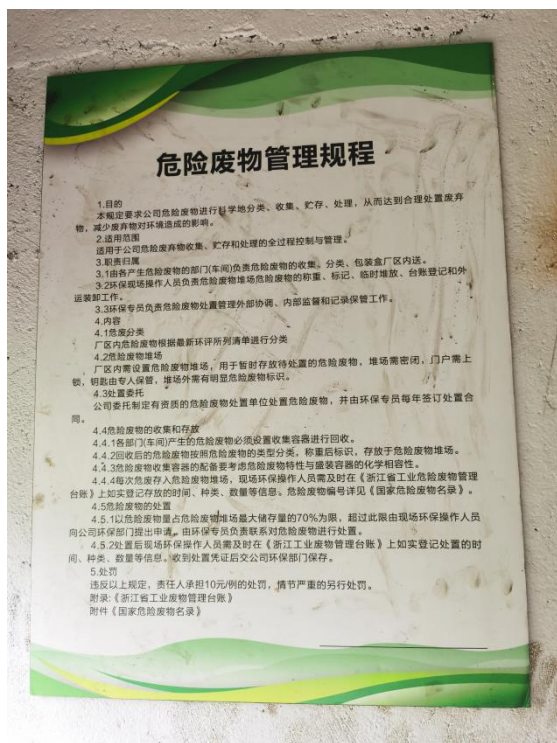 危险废物管理规程
1.目的
本规定要求公司危险废物进行科学地分类、收集、贮存、处理，从而达到合理处置废弃
物，减少废弃物对环境造成的影响。
2.适用范围
适用于公司危险废弃物收集、贮存和处理的全过程控制与管理。
3.职责归属
3.1由各产生危险废物的部门(车间)负责危险废物的收集、分类、包装盒厂区内送。
3.2环保现场操作人员负责危险废物堆场危险废物的称重、标记、临时堆放、台账登记和外
运装卸工作。
3.3环保专员负责危险废物处置管理外部协调、内部监督和记录保管工作。
4.内容
4.1危废分类
厂区内危险废物根据最新环评所列清单进行分类
4.2危险废物堆场
厂区内需设置危险废物堆场，用于暂时存放待处置的危险废物，堆场需密闭，门户需上
锁，钥匙由专人保管，堆场外需有明显危险废物标识。
4.3处置委托
公司委托制定有资质的危险废物处置单位处置危险废物，并由环保专员每年签订处置合
同。
4.4危险废物的收集和存放
4.4.1各部门(车间)产生的危险废物必须设置收集容器进行回收。
4.4.2回收后的危险废物按照危险废物的类型分类，称重后标识，存放于危险废物堆场。
4.4.3危险废物收集容器的配备要考虑危险废物特性与盛装容器的化学相容性。
4.4.4每次危废存入危险废物堆场，现场环保操作人员需及时在《浙江省工业危险废物管理
台账》上如实登记存放的时间、种类、数量等信息。危险废物编号详见《国家危险废物名录》。
4.5危险废物的处置
4.5.1以危险废物量占危险废物堆场最大储存量的70%为限，超过此限由现场环保操作人员
向公司环保部门提出申请，由环保专员负责联系对危险废物进行处置。
4.5.2处置后现场环保操作人员需及时在《浙江工业废物管理台账》上如实登记处置的时
间、种类、数量等信息。收到处置凭证后交公司环保部门保存。
5.处罚
违反以上规定，责任人承担10元/例的处罚，情节严重的另行处罚。
附录：《浙江省工业废物管理台账》
附件《国家危险废物名录》